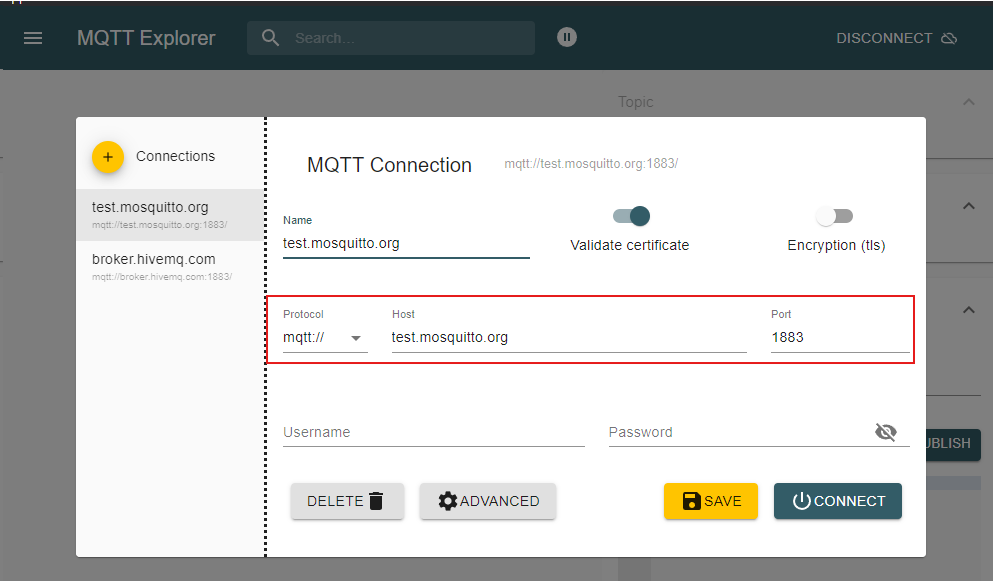 MQTT Explorer
Search...
DISCONNECT
Topic
Connections
test.mosquitto.org
mqtt://test.mosquitto.org:1883/
broker.hivemq.com
mqtt://broker.hivemq.com:1883/
MQTT Connection
mqtt://test.mosquitto.org:1883/
Name
test.mosquitto.org
Validate certificate
Encryption (tls)
Protocol
Host
Port
mqtt://
test.mosquitto.org
1883
Username
Password
DELETE
ADVANCED
SAVE
CONNECT